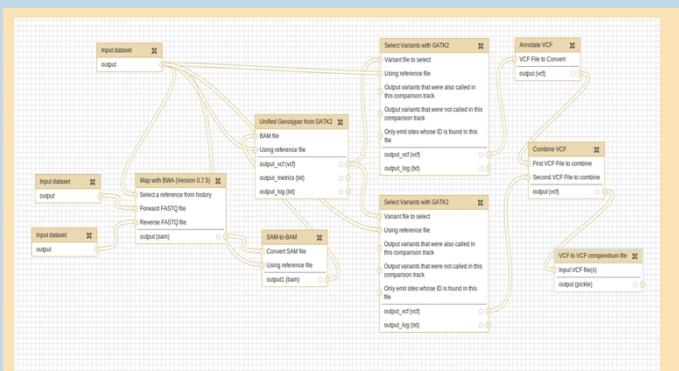 Input dataset
output
Input dataset
output
Input dataset
output
Map with BWA (Version 0.7.5)
Select a reference from history
Forward FASTQ file
Reverse FASTQ file
output (sam)
Unified Genotyper from GATK2
BAM file
Using reference file
output_vcf (vcf)
output_metrics (txt)
output_log (txt)
SAM-to-BAM
Convert SAM file
Using reference file
output1 (bam)
Select Variants with GATK2
Variant file to select
Using reference file
Output variants that were also called in
this comparison track
Output variants that were not called in this
comparison track
Only emit sites whose ID is found in this
file
output_vcf (vcf)
output_log (txt)
Select Variants with GATK2
Variant file to select
Using reference file
Output variants that were also called in
this comparison track
Output variants that were not called in this
comparison track
Only emit sites whose ID is found in this
file
output_vcf (vcf)
output_log (txt)
Annotate VCF
VCF File to Convert
output (vcf)
Combine VCF
First VCF File to combine
Second VCF File to combine
output (vcf)
VCF to VCF compendium file
Input VCF file(s)
output (pickle)